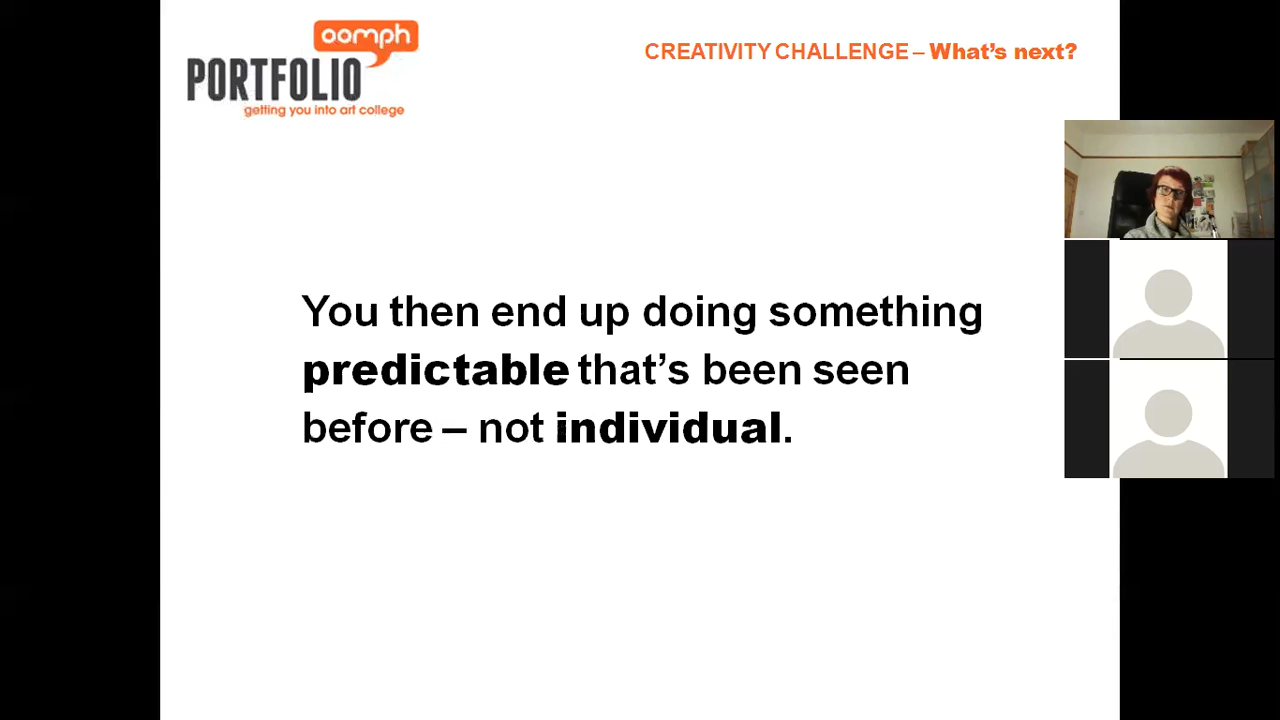 oomph
PORTFOLIO
getting you into art college
CREATIVITY CHALLENGE – What’s next?
You then end up doing something
predictable that’s been seen
before – not individual.